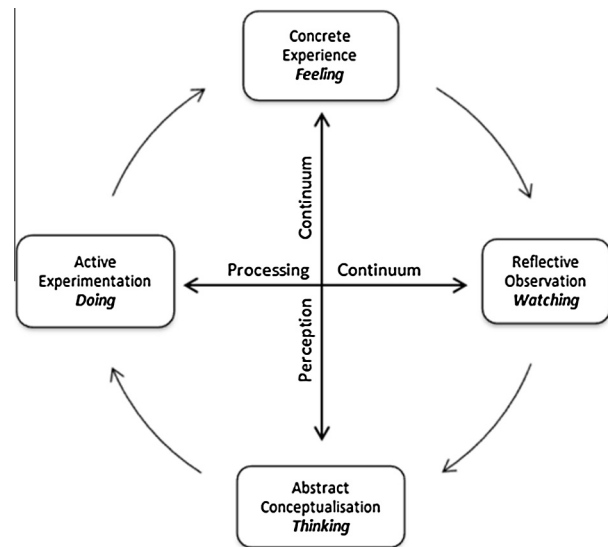 Concrete
Experience
Feeling
Continuum
Active
Experimentation
Doing
Processing Continuum
Reflective
Observation
Watching
Perception
Abstract
Conceptualisation
Thinking